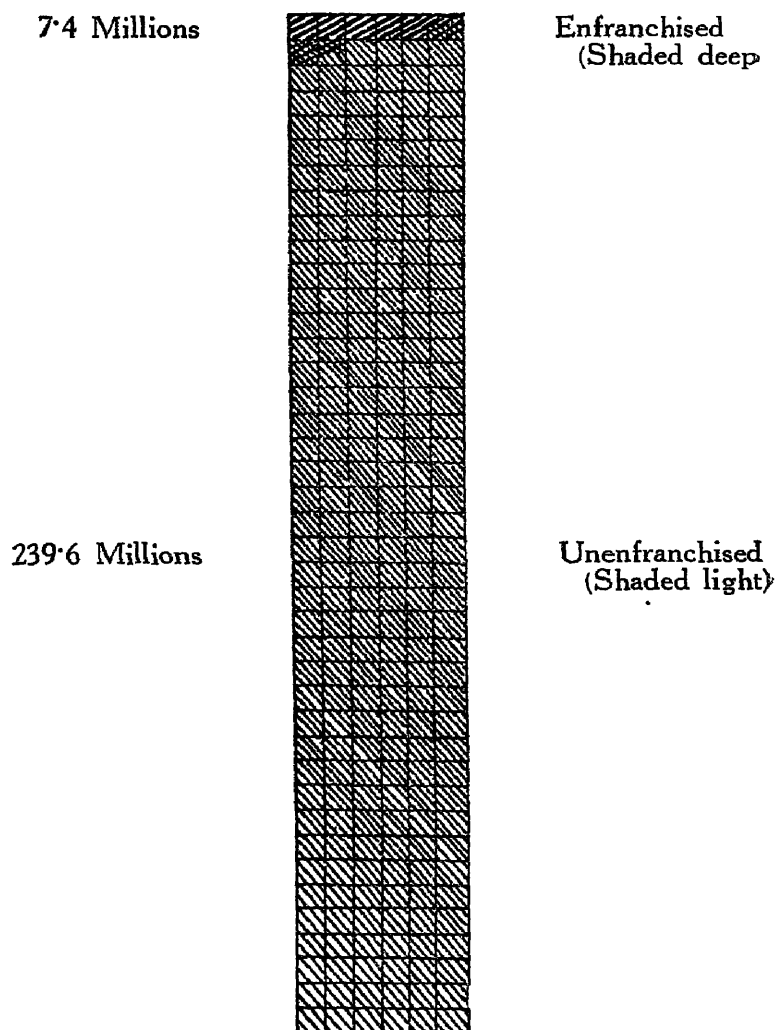 7·4 Millions
Enfranchised
(Shaded deep
239·6 Millions
Unenfranchised
(Shaded light)